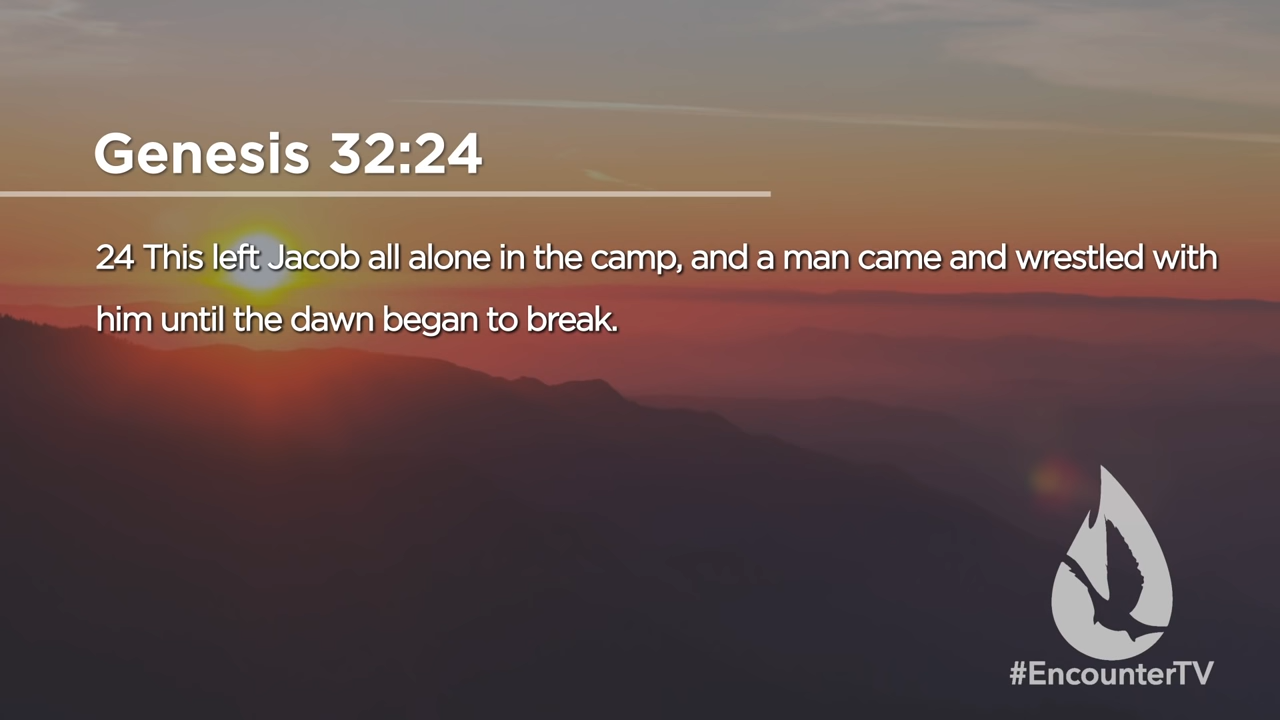 Genesis 32:24
24 This left Jacob all alone in the camp, and a man came and wrestled with
him until the dawn began to break.
#EncounterTV